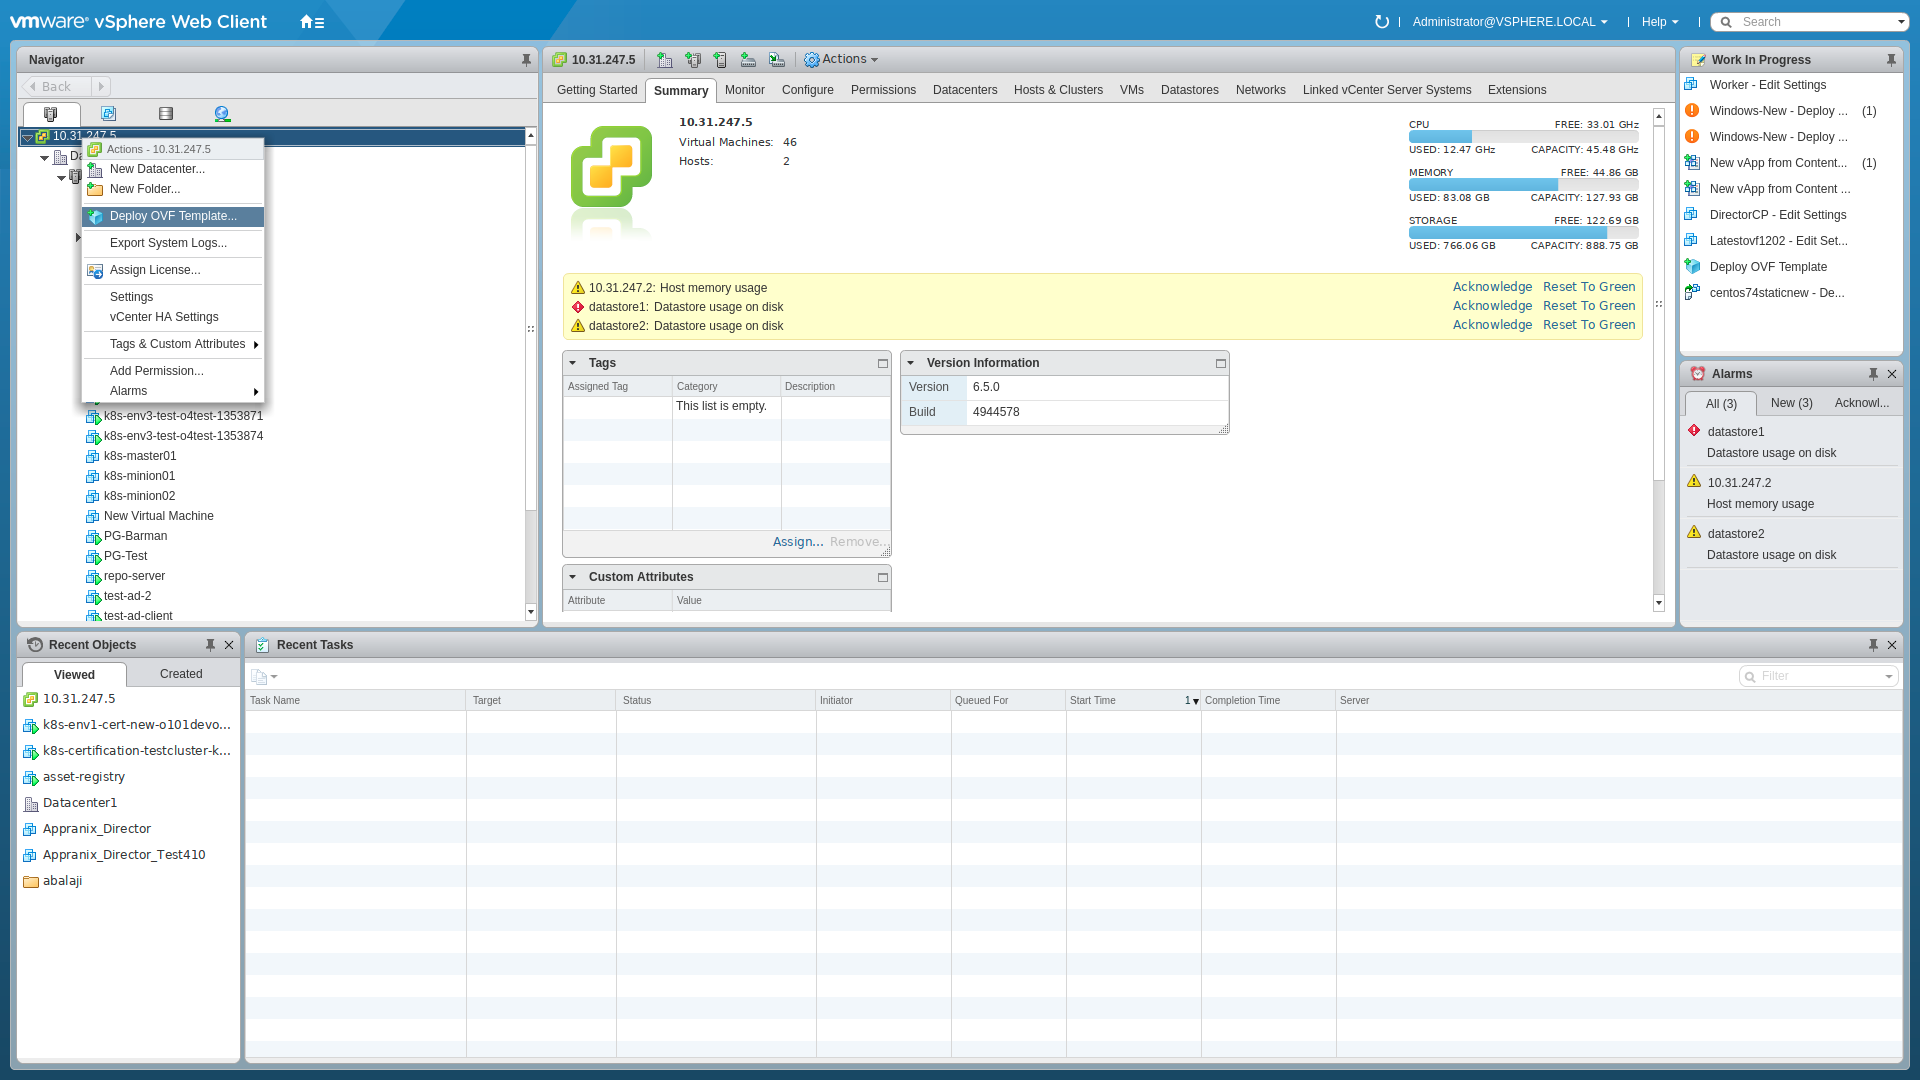 vmware® vSphere Web Client
Administrator@VSPHERE.LOCAL
Help
Search
Navigator
Back
10.31.247.5
Actions - 10.31.247.5
New Datacenter...
New Folder...
Deploy OVF Template...
Export System Logs...
Assign License...
Settings
vCenter HA Settings
Tags & Custom Attributes
Add Permission...
Alarms
k8s-env3-test-o4test-1353871
k8s-env3-test-o4test-1353874
k8s-master01
k8s-minion01
k8s-minion02
New Virtual Machine
PG-Barman
PG-Test
repo-server
test-ad-2
test-ad-client
10.31.247.5
Actions
Getting Started
Summary
Monitor
Configure
Permissions
Datacenters
Hosts & Clusters
VMs
Datastores
Networks
Linked vCenter Server Systems
Extensions
10.31.247.5
Virtual Machines: 46
Hosts: 2
CPU FREE: 33.01 GHz
USED: 12.47 GHz CAPACITY: 45.48 GHz
MEMORY FREE: 44.86 GB
USED: 83.08 GB CAPACITY: 127.93 GB
STORAGE FREE: 122.69 GB
USED: 766.06 GB CAPACITY: 888.75 GB
10.31.247.2: Host memory usage Acknowledge Reset To Green
datastore1: Datastore usage on disk Acknowledge Reset To Green
datastore2: Datastore usage on disk Acknowledge Reset To Green
Tags
Assigned Tag Category Description
This list is empty.
Assign... Remove...
Version Information
Version 6.5.0
Build 4944578
Custom Attributes
Attribute Value
Work In Progress
Worker - Edit Settings
Windows-New - Deploy ... (1)
Windows-New - Deploy ...
New vApp from Content... (1)
New vApp from Content ...
DirectorCP - Edit Settings
Latestovf1202 - Edit Set...
Deploy OVF Template
centos74staticnew - De...
Alarms
All (3) New (3) Acknowl...
datastore1
Datastore usage on disk
10.31.247.2
Host memory usage
datastore2
Datastore usage on disk
Recent Objects
Viewed Created
10.31.247.5
k8s-env1-cert-new-o101devo...
k8s-certification-testcluster-k...
asset-registry
Datacenter1
Appranix_Director
Appranix_Director_Test410
abalaji
Recent Tasks
Filter
Task Name Target Status Initiator Queued For Start Time 1 Completion Time Server